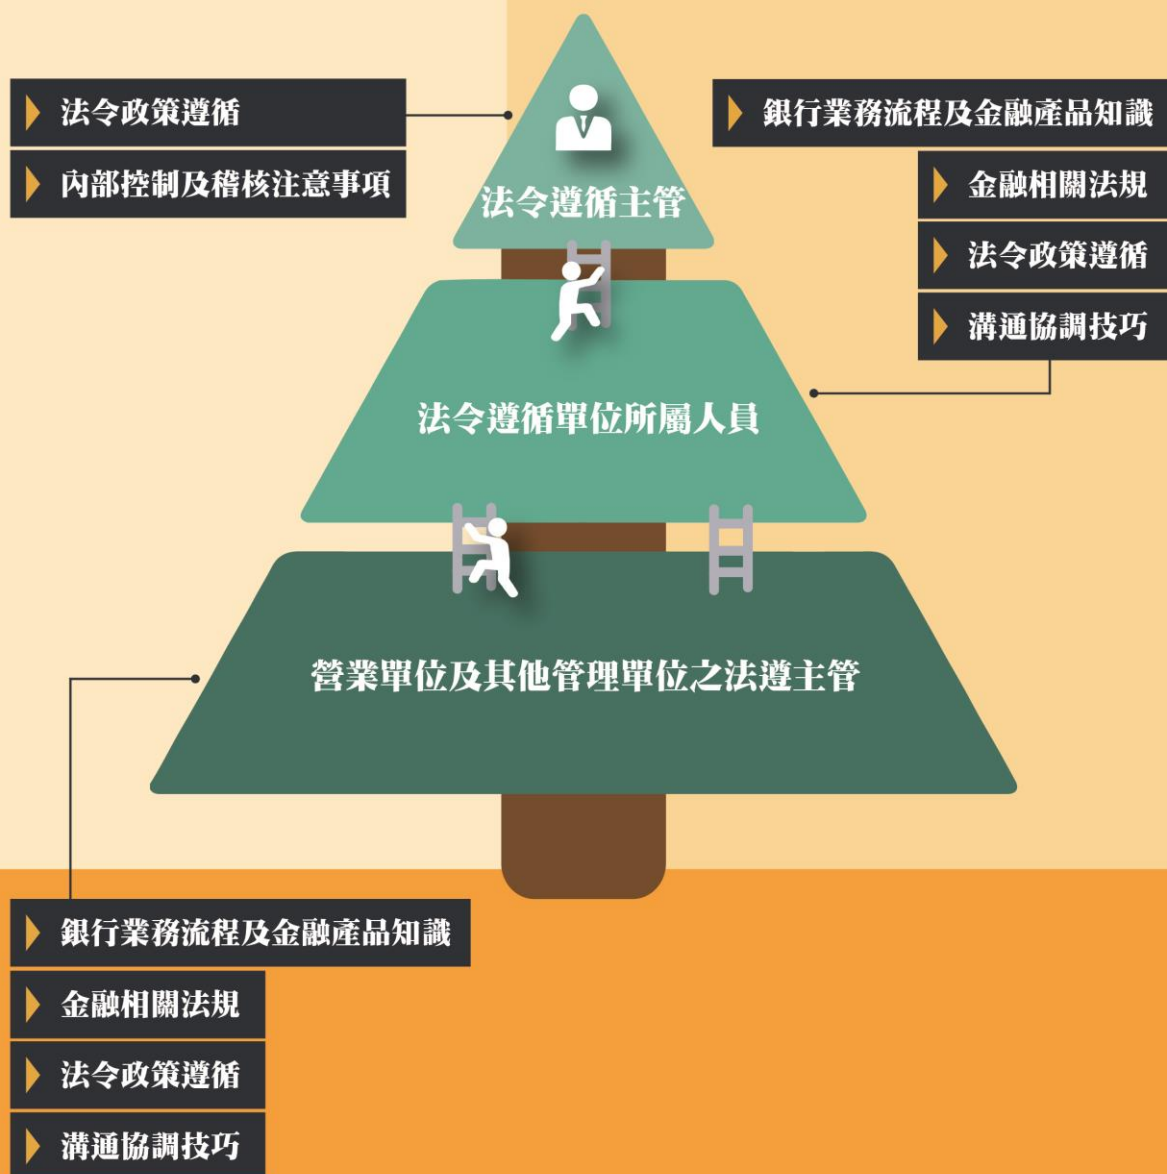 法令政策遵循
內部控制及稽核注意事項
法令遵循主管
銀行業務流程及金融產品知識
金融相關法規
法令政策遵循
溝通協調技巧
法令遵循單位所屬人員
營業單位及其他管理單位之法遵主管
銀行業務流程及金融產品知識
金融相關法規
法令政策遵循
溝通協調技巧